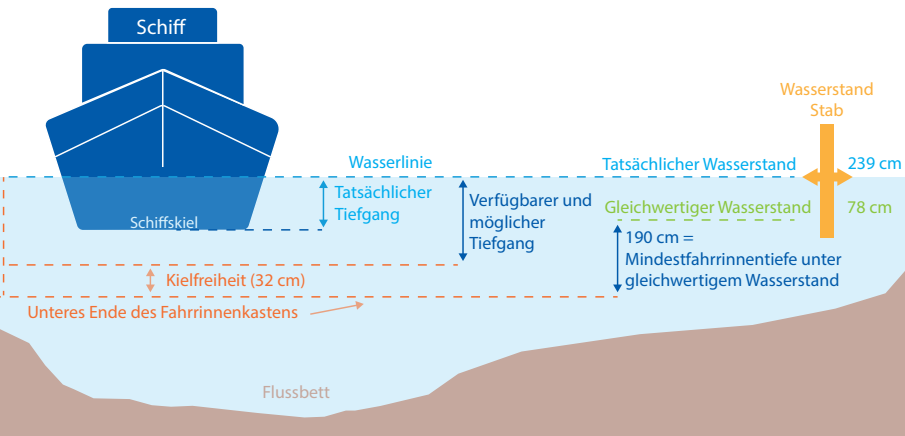 Schiff
Wasserstand
Stab
Wasserlinie
Tatsächlicher Wasserstand
239 cm
Tatsächlicher
Tiefgang
Verfügbarer und
möglicher
Tiefgang
Gleichwertiger Wasserstand
78 cm
Schiffskiel
190 cm =
Mindestfahrrinnentiefe unter
gleichwertigem Wasserstand
Kielfreiheit (32 cm)
Unteres Ende des Fahrrinnenkastens
Flussbett